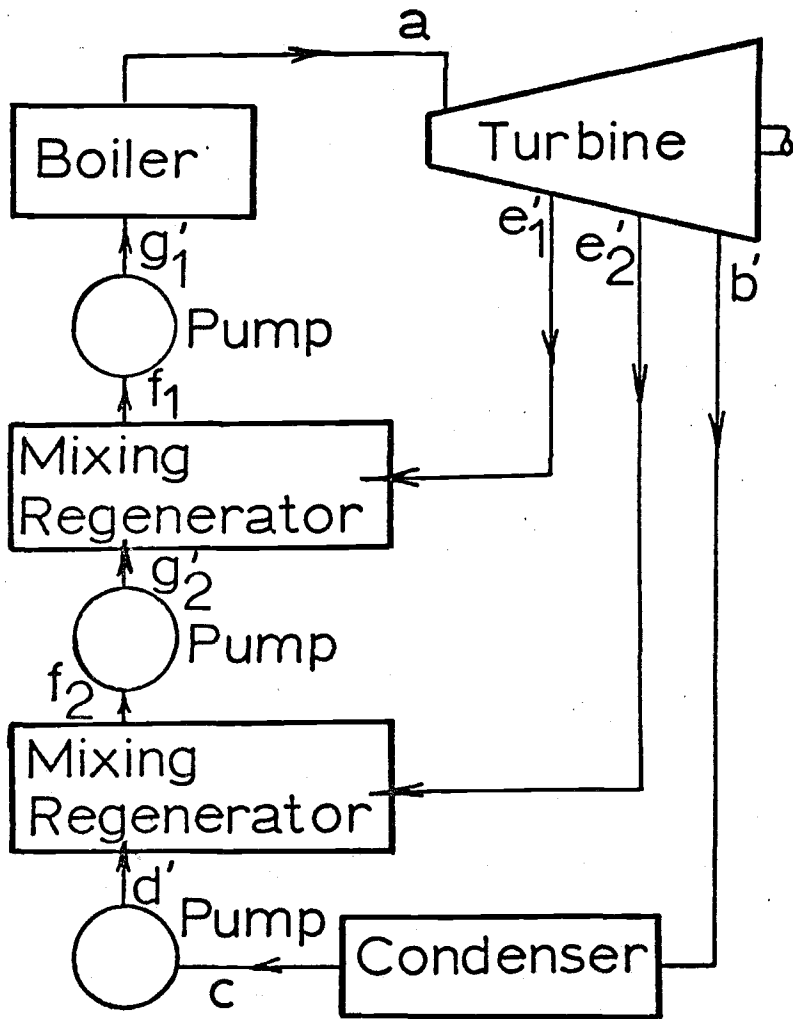 a
Boiler
Turbine
g'1
e'1
e'2
b'
Pump
f1
Mixing
Regenerator
g'2
Pump
f2
Mixing
Regenerator
d'
Pump
Condenser
c